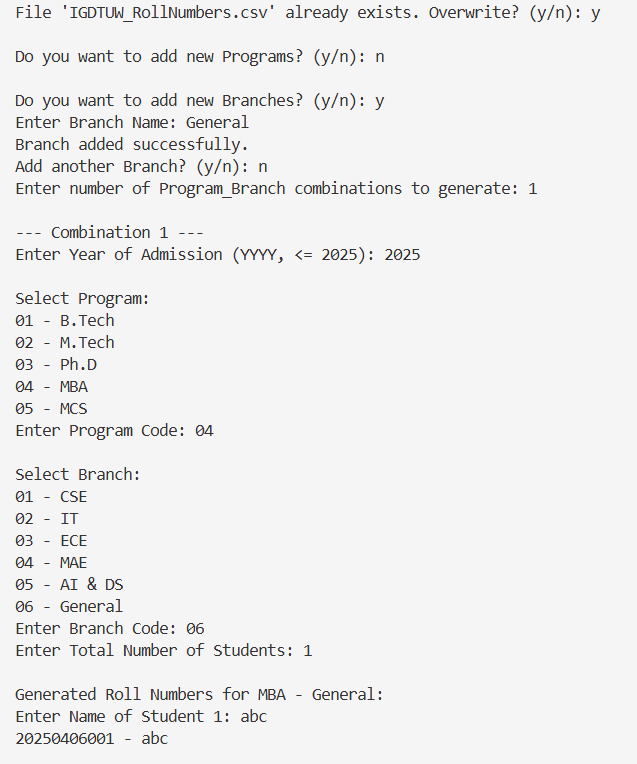 File 'IGDTUW_RollNumbers.csv' already exists. Overwrite? (y/n): y
Do you want to add new Programs? (y/n): n
Do you want to add new Branches? (y/n): y
Enter Branch Name: General
Branch added successfully.
Add another Branch? (y/n): n
Enter number of Program_Branch combinations to generate: 1
--- Combination 1 ---
Enter Year of Admission (YYYY, <= 2025): 2025
Select Program:
01 - B.Tech
02 - M.Tech
03 - Ph.D
04 - MBA
05 - MCS
Enter Program Code: 04
Select Branch:
01 - CSE
02 - IT
03 - ECE
04 - MAE
05 - AI & DS
06 - General
Enter Branch Code: 06
Enter Total Number of Students: 1
Generated Roll Numbers for MBA - General:
Enter Name of Student 1: abc
20250406001 - abc